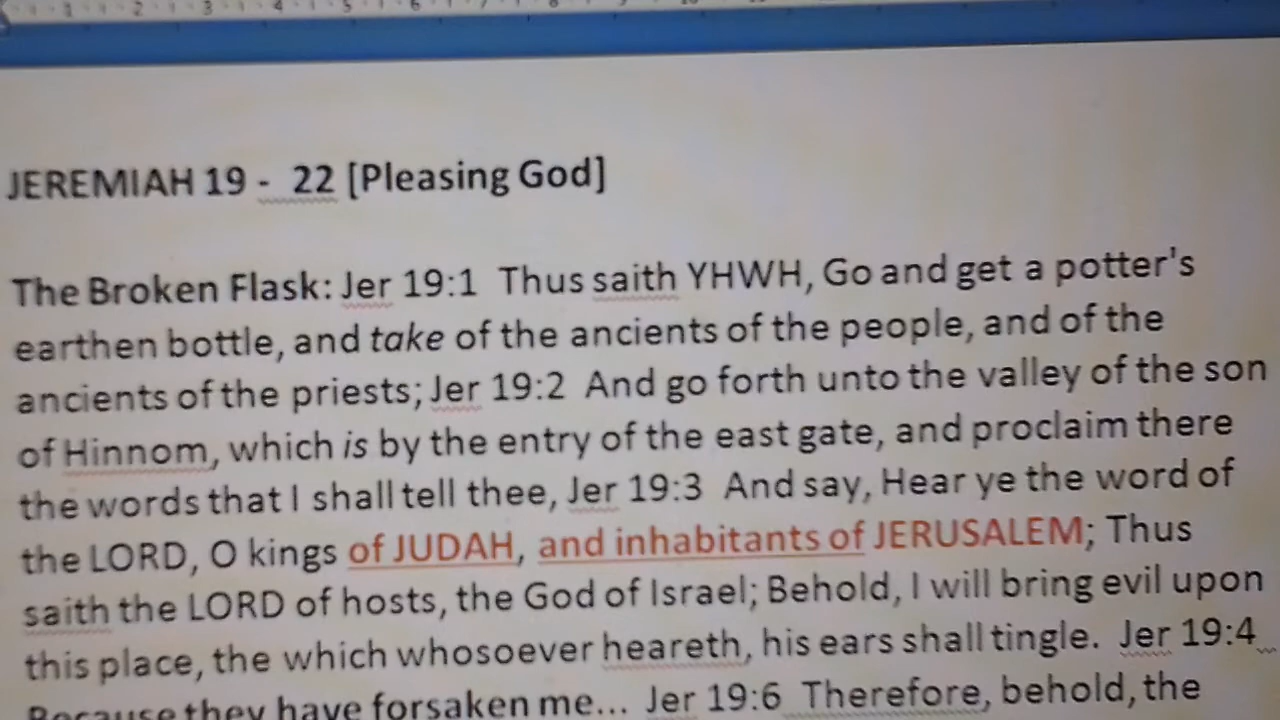 JEREMIAH 19 - 22 [Pleasing God]
The Broken Flask: Jer 19:1 Thus saith YHWH, Go and get a potter's
earthen bottle, and take of the ancients of the people, and of the
ancients of the priests; Jer 19:2 And go forth unto the valley of the son
of Hinnom, which is by the entry of the east gate, and proclaim there
the words that I shall tell thee, Jer 19:3 And say, Hear ye the word of
the LORD, O kings of JUDAH, and inhabitants of JERUSALEM; Thus
saith the LORD of hosts, the God of Israel; Behold, I will bring evil upon
this place, the which whosoever heareth, his ears shall tingle. Jer 19:4
Because they have forsaken me... Jer 19:6 Therefore, behold, the